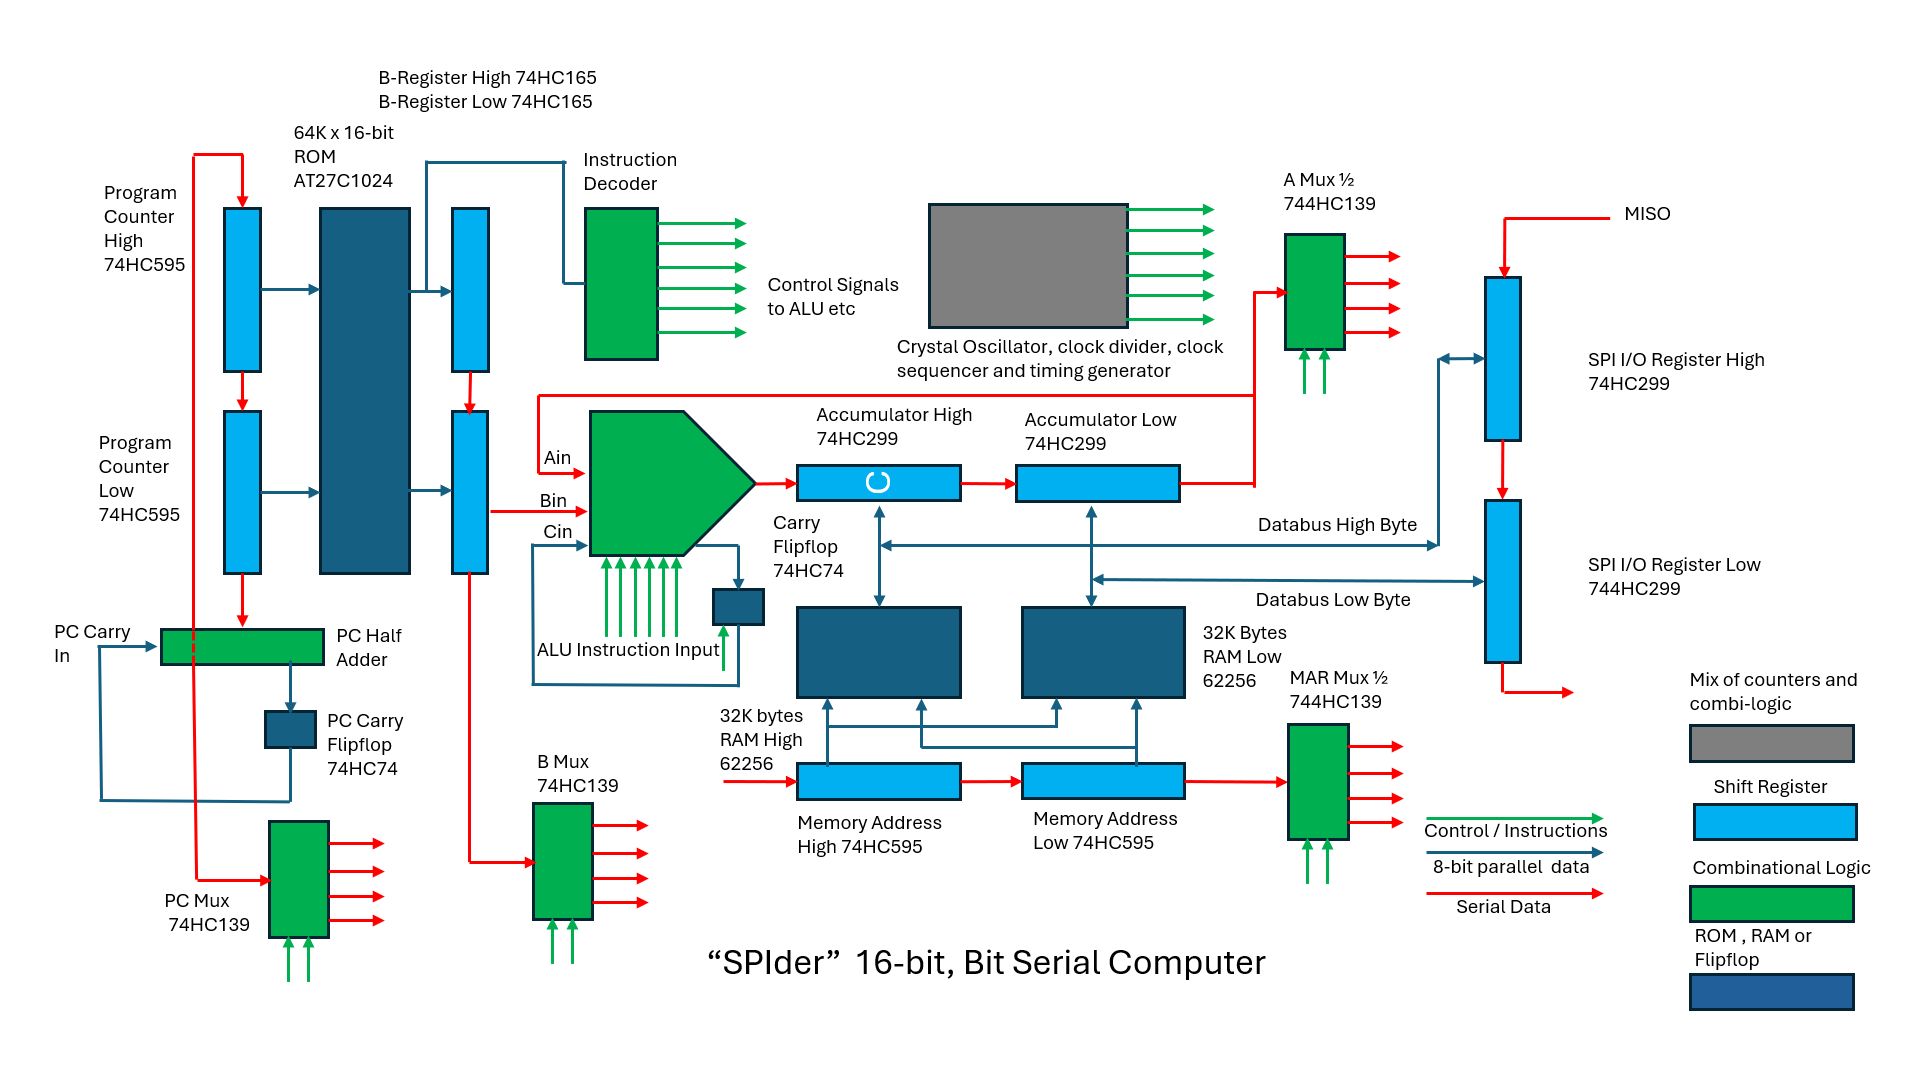 B-Register High 74HC165
B-Register Low 74HC165
64K x 16-bit
ROM
AT27C1024
Instruction
Decoder
Program
Counter
High
74HC595
A Mux ½
744HC139
MISO
Control Signals
to ALU etc
Crystal Oscillator, clock divider, clock
sequencer and timing generator
SPI I/O Register High
74HC299
Program
Counter
Low
74HC595
Accumulator High
74HC299
Accumulator Low
74HC299
Ain
Bin
Cin
C
Carry
Flipflop
74HC74
Databus High Byte
Databus Low Byte
SPI I/O Register Low
744HC299
PC Carry
In
PC Half
Adder
ALU Instruction Input
32K Bytes
RAM Low
62256
MAR Mux ½
744HC139
PC Carry
Flipflop
74HC74
32K bytes
RAM High
62256
B Mux
74HC139
Memory Address
High 74HC595
Memory Address
Low 74HC595
PC Mux
74HC139
Mix of counters and
combi-logic
Shift Register
Control / Instructions
8-bit parallel  data
Combinational Logic
Serial Data
ROM , RAM or
Flipflop
“SPIder”  16-bit, Bit Serial Computer